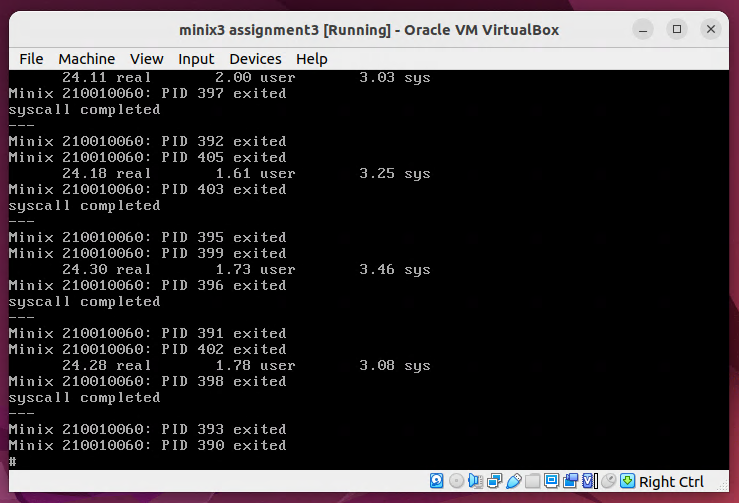 minix3 assignment3 [Running] - Oracle VM VirtualBox
File Machine View Input Devices Help
24.11 real 2.00 user 3.03 sys
Minix 210010060: PID 397 exited
syscall completed
---
Minix 210010060: PID 392 exited
Minix 210010060: PID 405 exited
24.18 real 1.61 user 3.25 sys
Minix 210010060: PID 403 exited
syscall completed
---
Minix 210010060: PID 395 exited
Minix 210010060: PID 399 exited
24.30 real 1.73 user 3.46 sys
Minix 210010060: PID 396 exited
syscall completed
---
Minix 210010060: PID 391 exited
Minix 210010060: PID 402 exited
24.28 real 1.78 user 3.08 sys
Minix 210010060: PID 398 exited
syscall completed
---
Minix 210010060: PID 393 exited
Minix 210010060: PID 390 exited
#
Right Ctrl